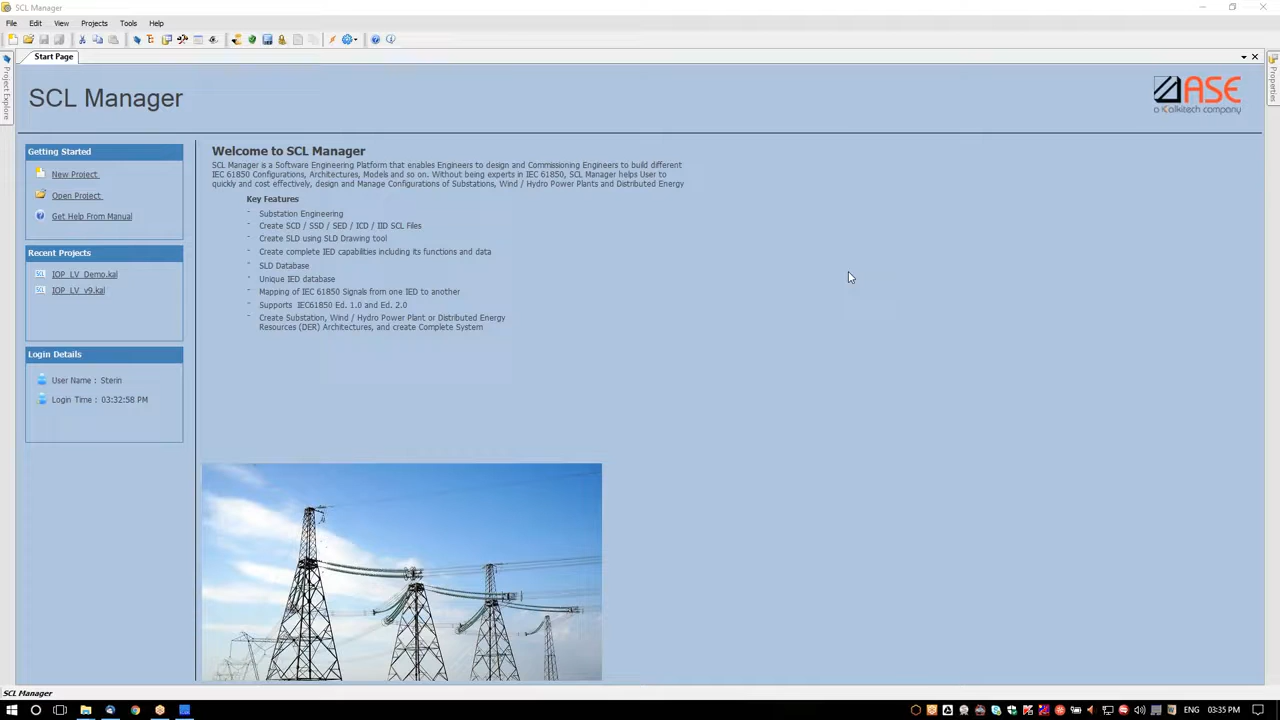 SCL Manager
File Edit View Projects Tools Help
Start Page
Project Explore
Properties
SCL Manager
ASE
a Kalkitech company
Getting Started
New Project
Open Project
Get Help From Manual
Recent Projects
IOP_LV_Demo.kal
IOP_LV_v9.kal
Login Details
User Name : Sterin
Login Time : 03:32:58 PM
Welcome to SCL Manager
SCL Manager is a Software Engineering Platform that enables Engineers to design and Commissioning Engineers to build different
IEC 61850 Configurations, Architectures, Models and so on. Without being experts in IEC 61850, SCL Manager helps User to
quickly and cost effectively, design and Manage Configurations of Substations, Wind / Hydro Power Plants and Distributed Energy
Key Features
- Substation Engineering
- Create SCD / SSD / SED / ICD / IID SCL Files
- Create SLD using SLD Drawing tool
- Create complete IED capabilities including its functions and data
- SLD Database
- Unique IED database
- Mapping of IEC 61850 Signals from one IED to another
- Supports IEC61850 Ed. 1.0 and Ed. 2.0
- Create Substation, Wind / Hydro Power Plant or Distributed Energy
Resources (DER) Architectures, and create Complete System
SCL Manager
ENG 03:35 PM